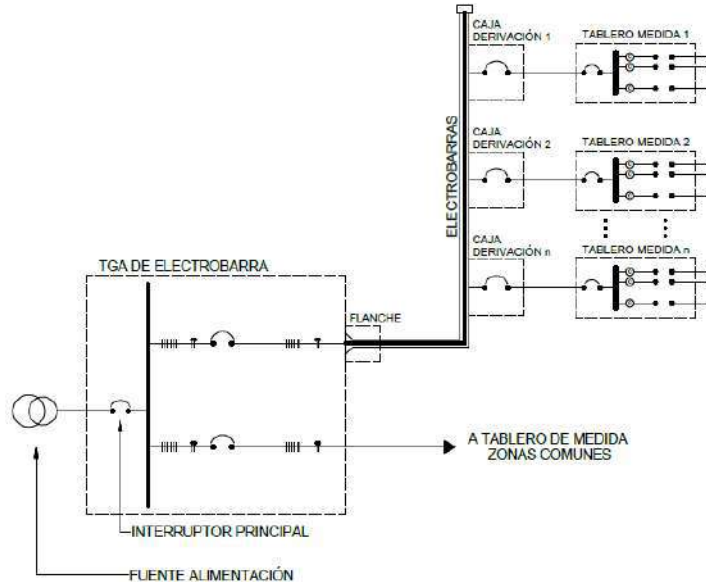 CAJA
DERIVACIÓN 1
TABLERO MEDIDA 1
CAJA
DERIVACIÓN 2
TABLERO MEDIDA 2
ELECTROBARRAS
CAJA
DERIVACIÓN n
TABLERO MEDIDA n
TGA DE ELECTROBARRA
FLANCHE
A TABLERO DE MEDIDA
ZONAS COMUNES
INTERRUPTOR PRINCIPAL
FUENTE ALIMENTACIÓN